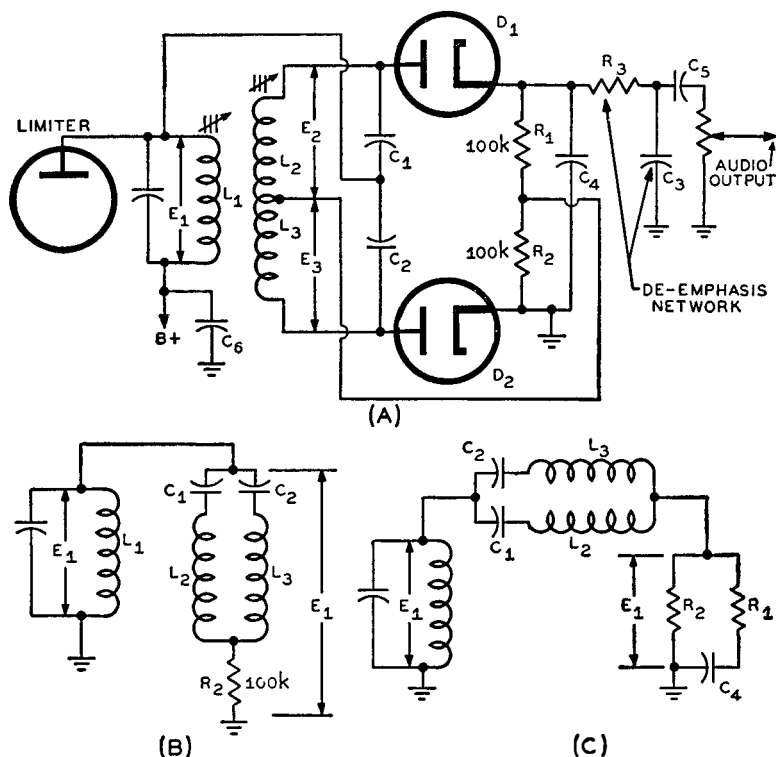 D1
LIMITER
E1
L1
B+
C6
E2
L2
L3
E3
C1
C2
100k
R1
100k
R2
C4
R3
C5
C3
AUDIO
OUTPUT
DE-EMPHASIS
NETWORK
D2
(A)
E1
L1
C1
C2
L2
L3
R2
100k
E1
(B)
C2
L3
C1
L2
E1
E1
R2
R1
C4
(C)